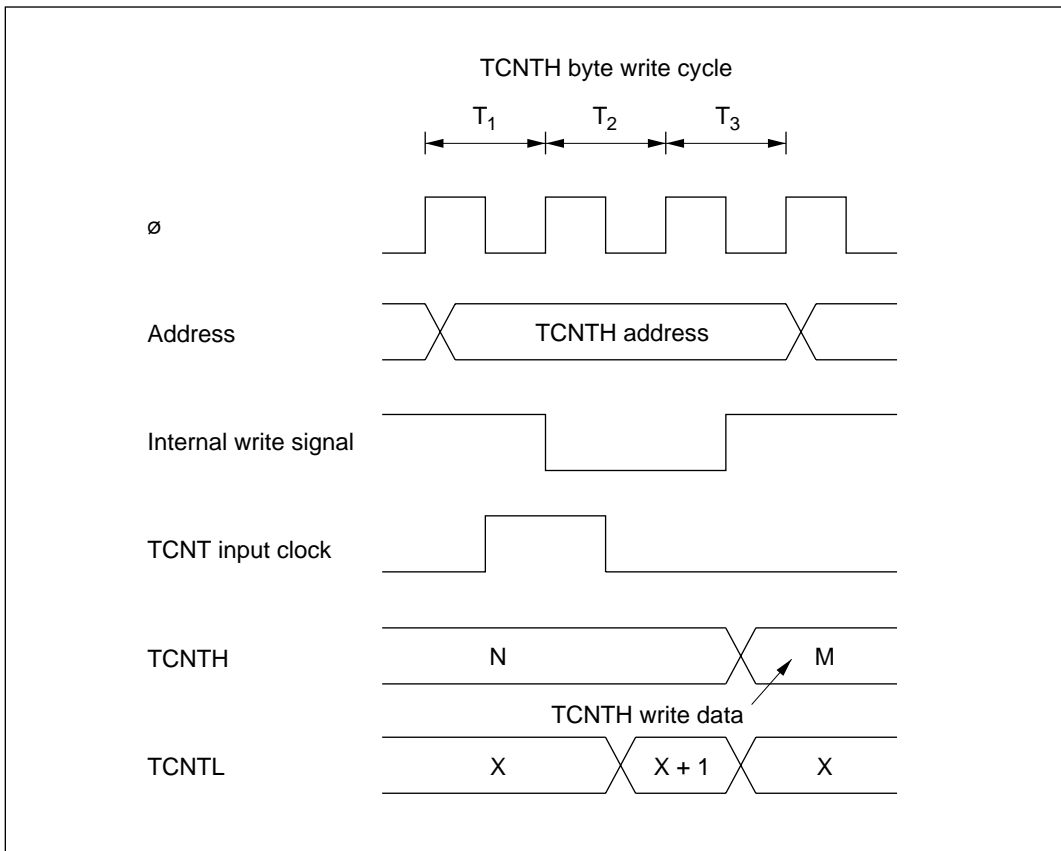 TCNTH byte write cycle
T1 T2 T3
ø
Address TCNTH address
Internal write signal
TCNT input clock
TCNTH N M
TCNTH write data
TCNTL X X + 1 X